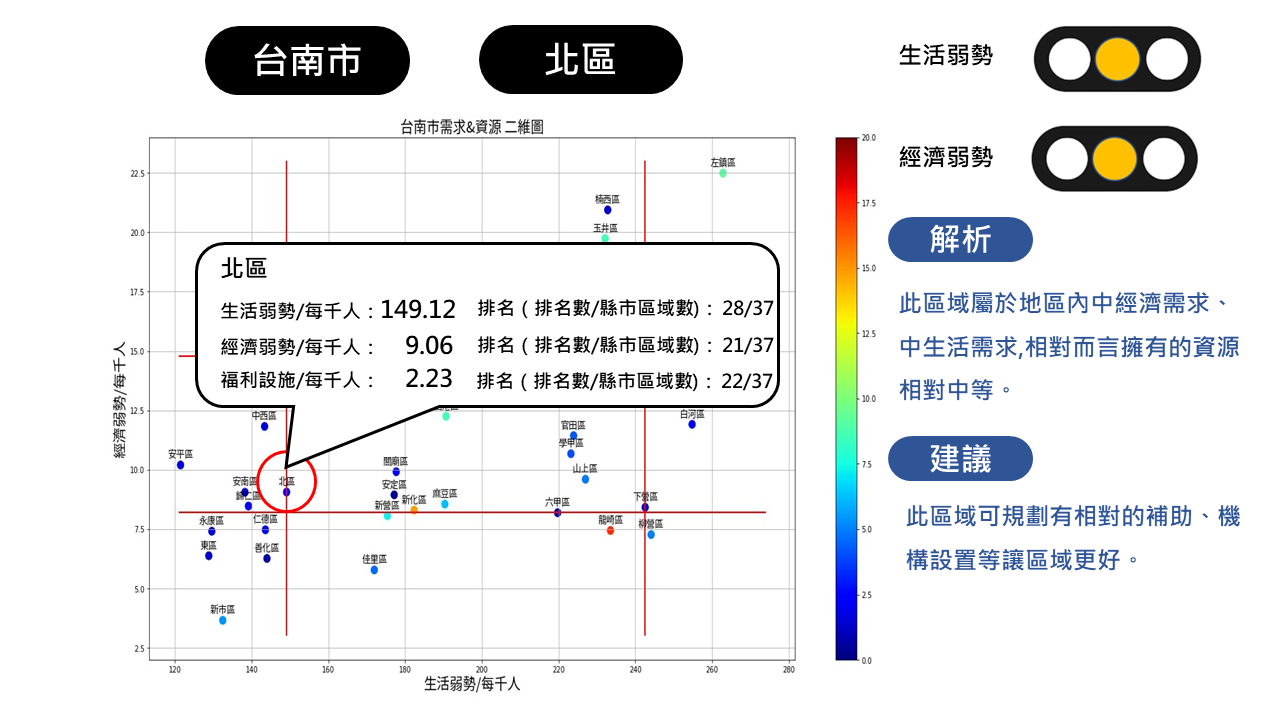 台南市
北區
生活弱勢
經濟弱勢
台南市需求&資源 二維圖
左鎮區
楠西區
玉井區
北區
生活弱勢/每千人：149.12 排名（排名數/縣市區域數)：28/37
經濟弱勢/每千人： 9.06 排名（排名數/縣市區域數)：21/37
福利設施/每千人： 2.23 排名（排名數/縣市區域數)：22/37
中西區
白河區
官田區
學甲區
安平區
關廟區
山上區
安南區
北區
安定區
歸仁區
新營區
新化區
麻豆區
六甲區
下營區
永康區
仁德區
龍崎區
柳營區
東區
善化區
佳里區
新市區
經濟弱勢/每千人
22.5
20.0
17.5
15.0
12.5
10.0
7.5
5.0
2.5
120 140 160 180 200 220 240 260 280
生活弱勢/每千人
20.0
17.5
15.0
12.5
10.0
7.5
5.0
2.5
0.0
解析
此區域屬於地區內中經濟需求、
中生活需求,相對而言擁有的資源
相對中等。
建議
此區域可規劃有相對的補助、機
構設置等讓區域更好。